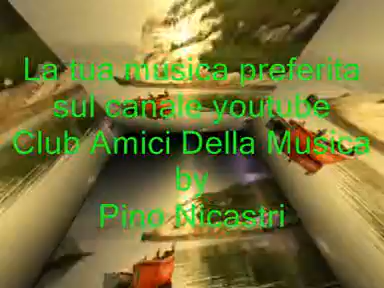 La tua musica preferita
sul canale youtube
Club Amici Della Musica
by
Pino Nicastri